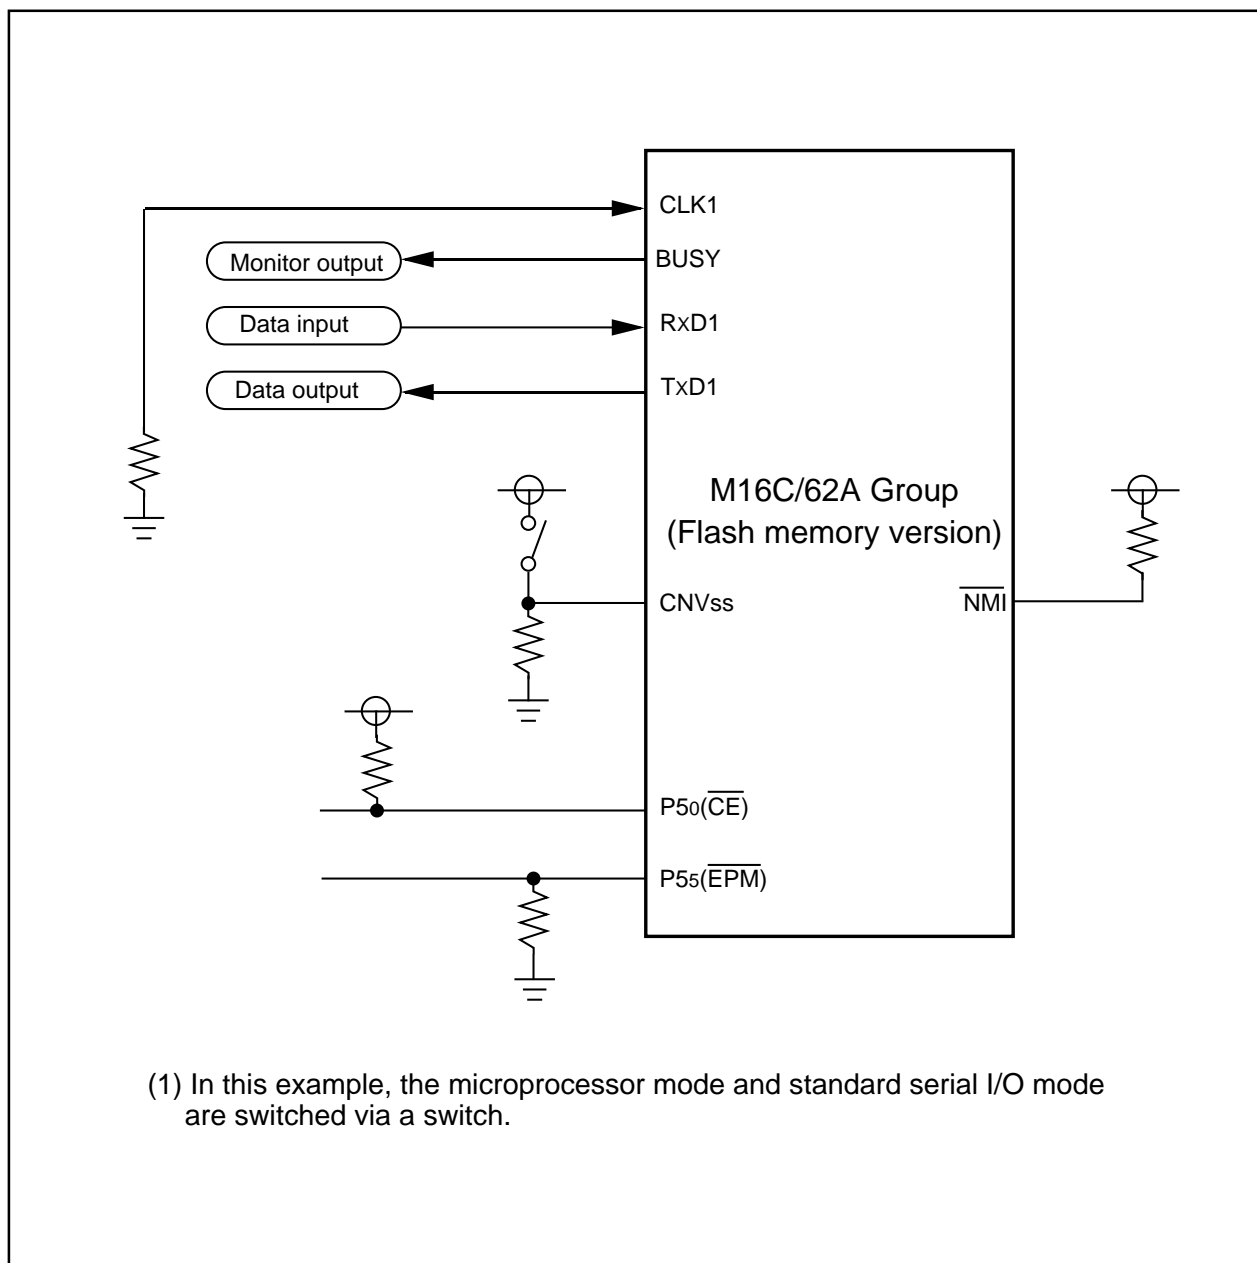 CLK1
Monitor output
BUSY
Data input
RxD1
Data output
TxD1
M16C/62A Group
(Flash memory version)
CNVss
NMI
P50(CE)
P55(EPM)
(1) In this example, the microprocessor mode and standard serial I/O mode
are switched via a switch.